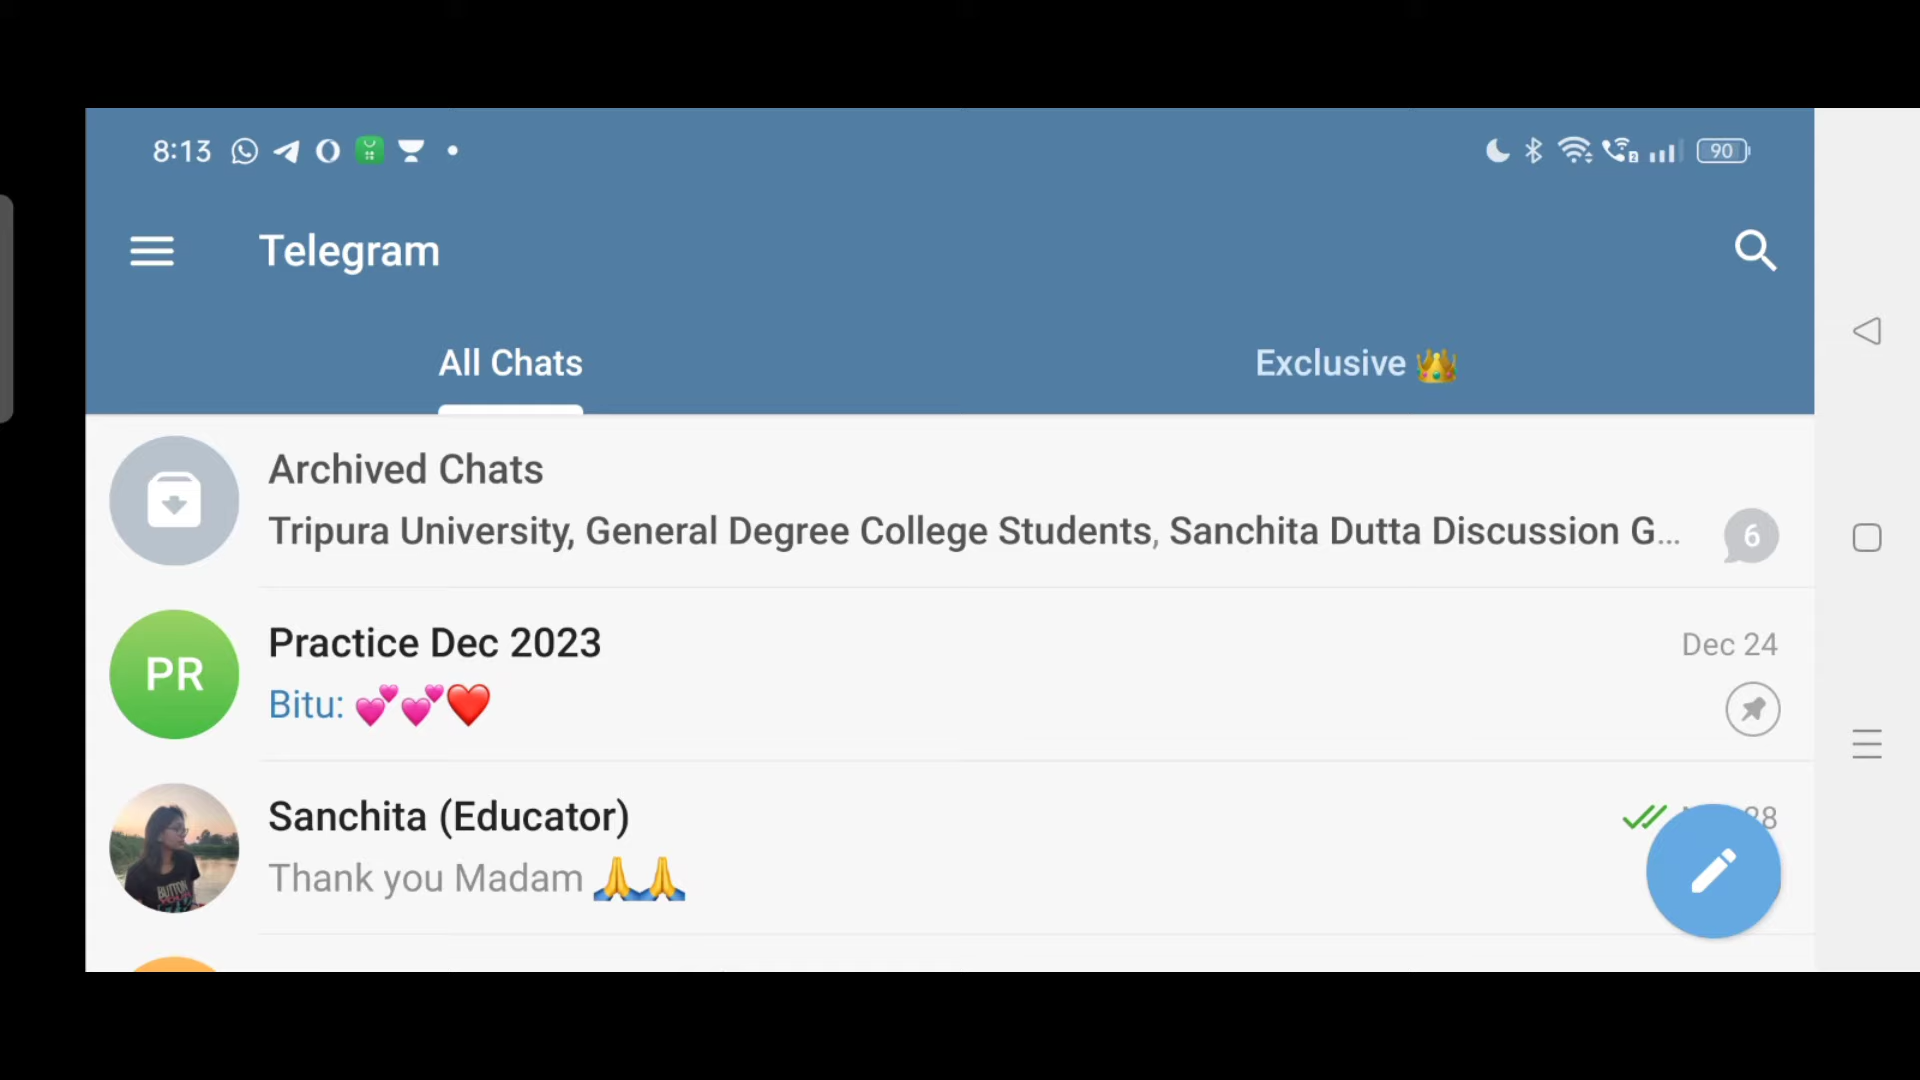 8:13
90
Telegram
All Chats
Exclusive 👑
Archived Chats
Tripura University, General Degree College Students, Sanchita Dutta Discussion G...
6
PR
Practice Dec 2023
Dec 24
Bitu: 💕💕❤️
Sanchita (Educator)
Thank you Madam 🙏🙏